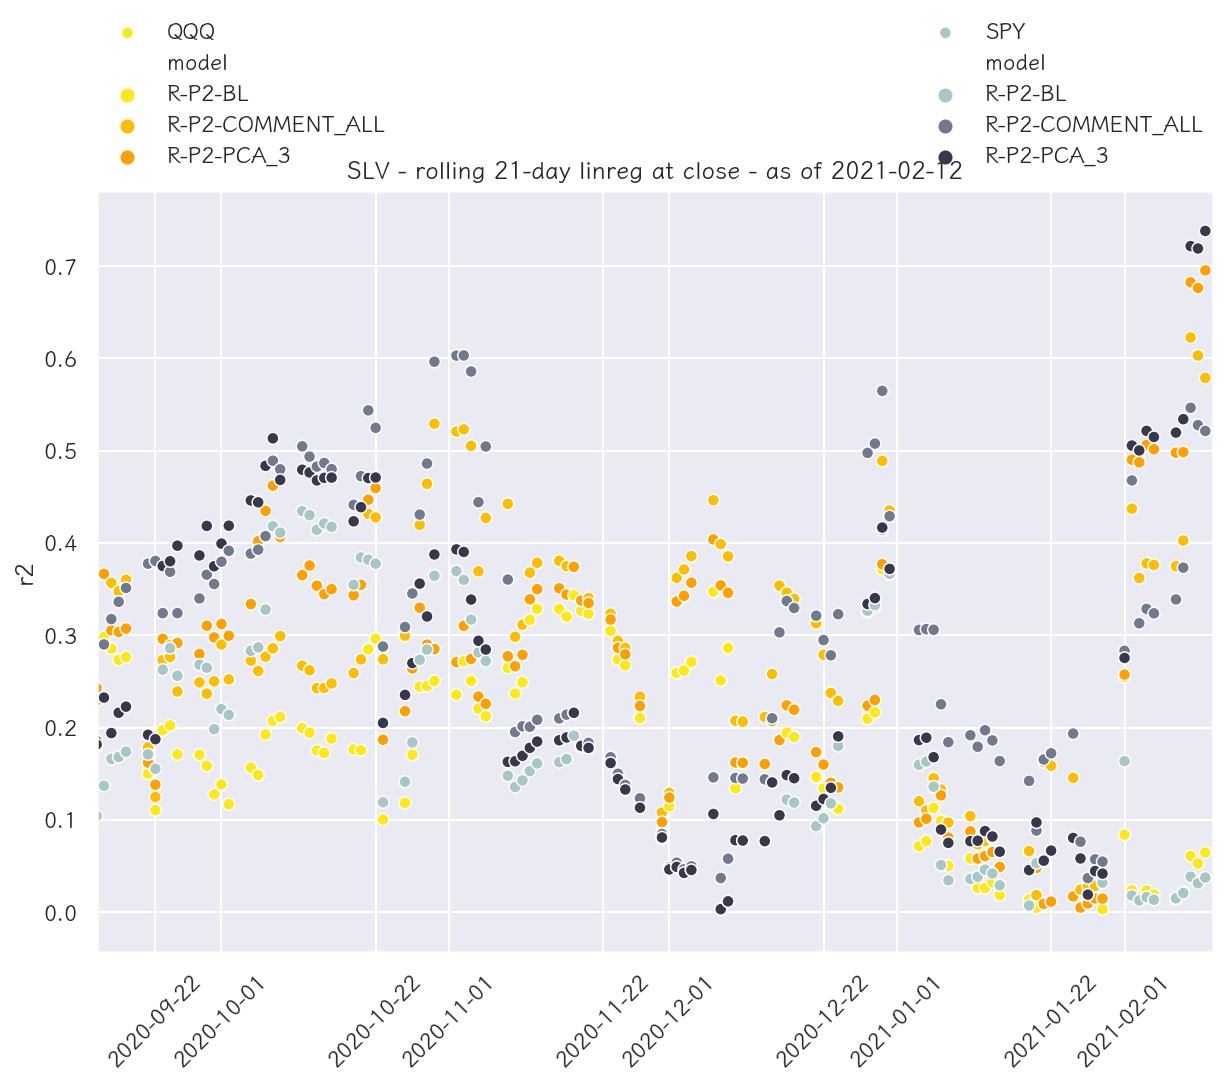 QQQ
model
R-P2-BL
R-P2-COMMENT_ALL
R-P2-PCA_3
SPY
model
R-P2-BL
R-P2-COMMENT_ALL
R-P2-PCA_3
SLV - rolling 21-day linreg at close - as of 2021-02-12
r2
0.7
0.6
0.5
0.4
0.3
0.2
0.1
0.0
2020-09-22
2020-10-01
2020-10-22
2020-11-01
2020-11-22
2020-12-01
2020-12-22
2021-01-01
2021-01-22
2021-02-01